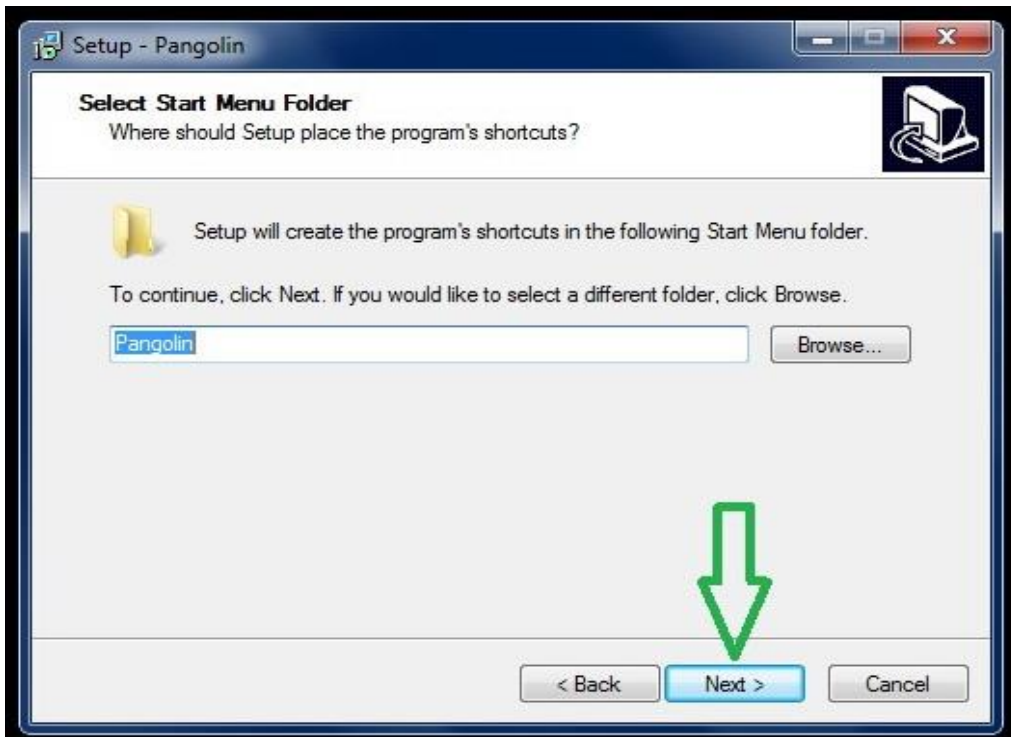 Setup - Pangolin
Select Start Menu Folder
Where should Setup place the program's shortcuts?
Setup will create the program's shortcuts in the following Start Menu folder.
To continue, click Next. If you would like to select a different folder, click Browse.
Pangolin
Browse...
< Back
Next >
Cancel